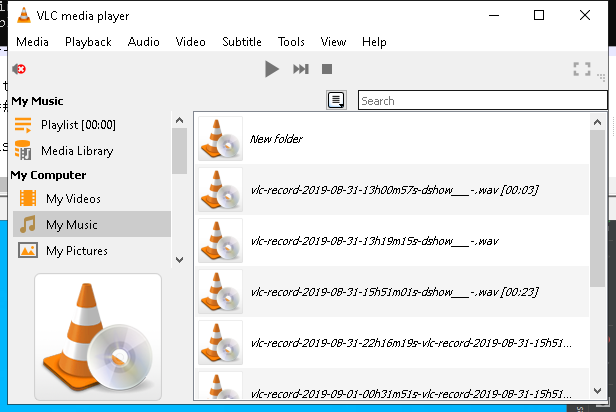 VLC media player
Media Playback Audio Video Subtitle Tools View Help
Search
My Music
Playlist [00:00]
Media Library
My Computer
My Videos
My Music
My Pictures
New folder
vlc-record-2019-08-31-13h00m57s-dshow___-.wav [00:03]
vlc-record-2019-08-31-13h19m15s-dshow___-.wav
vlc-record-2019-08-31-15h51m01s-dshow___-.wav [00:23]
vlc-record-2019-08-31-22h16m19s-vlc-record-2019-08-31-15h51...
vlc-record-2019-09-01-00h31m51s-vlc-record-2019-08-31-15h51...